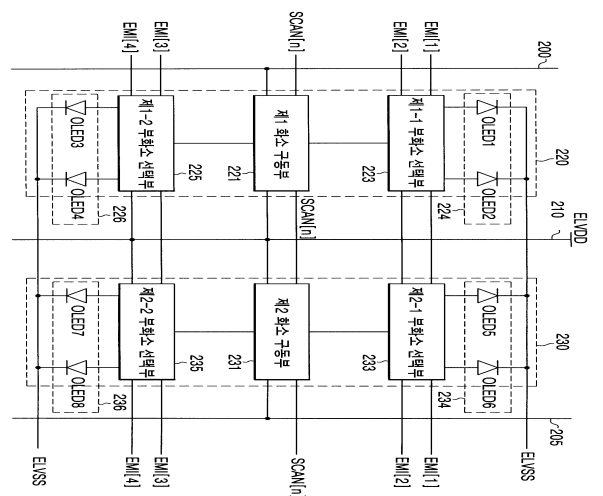 EMI[4]
EMI[3]
SCAN[n]
EMI[2]
EMI[1]
200
OLED3
OLED4
226
제1-2 부화소 선택부
225
제1 화소 구동부
221
SCAN[n]
제1-1 부화소 선택부
223
OLED1
OLED2
224
220
210
ELVDD
OLED7
OLED8
236
제2-2 부화소 선택부
235
제2 화소 구동부
231
제2-1 부화소 선택부
233
OLED5
OLED6
234
230
205
ELVSS
EMI[4]
EMI[3]
SCAN[n]
EMI[2]
EMI[1]
ELVSS